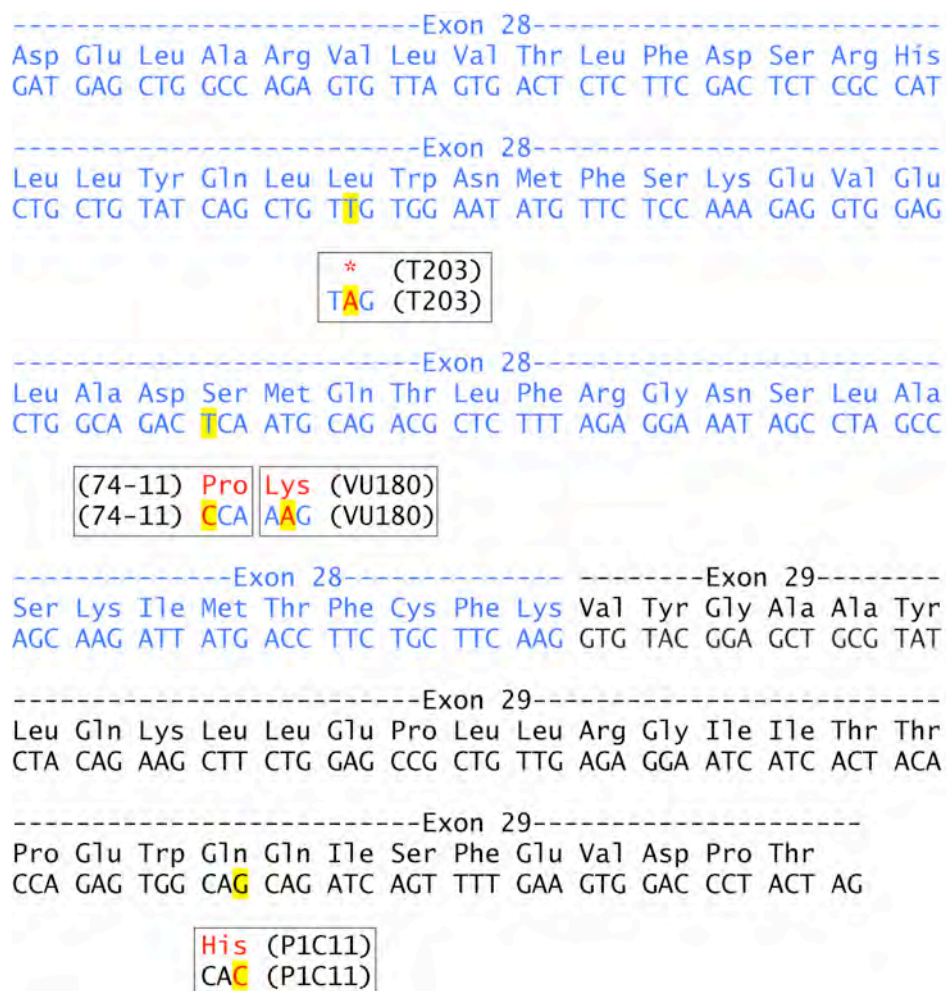 ------------------------------Exon 28------------------------------
Asp Glu Leu Ala Arg Val Leu Val Thr Leu Phe Asp Ser Arg His
GAT GAG CTG GCC AGA GTG TTA GTG ACT CTC TTC GAC TCT CGC CAT
------------------------------Exon 28------------------------------
Leu Leu Tyr Gln Leu Leu Trp Asn Met Phe Ser Lys Glu Val Glu
CTG CTG TAT CAG CTG TTG TGG AAT ATG TTC TCC AAA GAG GTG GAG
* (T203)
TAG (T203)
------------------------------Exon 28------------------------------
Leu Ala Asp Ser Met Gln Thr Leu Phe Arg Gly Asn Ser Leu Ala
CTG GCA GAC TCA ATG CAG ACG CTC TTT AGA GGA AAT AGC CTA GCC
(74-11) Pro Lys (VU180)
(74-11) CCA AAG (VU180)
---------------Exon 28--------------- --------Exon 29--------
Ser Lys Ile Met Thr Phe Cys Phe Lys Val Tyr Gly Ala Ala Tyr
AGC AAG ATT ATG ACC TTC TGC TTC AAG GTG TAC GGA GCT GCG TAT
------------------------------Exon 29------------------------------
Leu Gln Lys Leu Leu Glu Pro Leu Leu Arg Gly Ile Ile Thr Thr
CTA CAG AAG CTT CTG GAG CCG CTG TTG AGA GGA ATC ATC ACT ACA
------------------------------Exon 29------------------------
Pro Glu Trp Gln Gln Ile Ser Phe Glu Val Asp Pro Thr
CCA GAG TGG CAG CAG ATC AGT TTT GAA GTG GAC CCT ACT AG
His (P1C11)
CAC (P1C11)